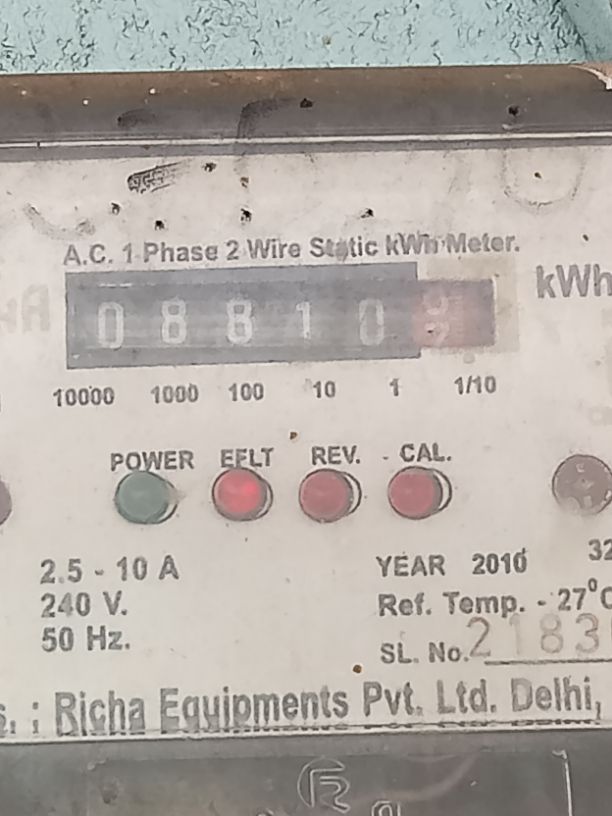 A.C. 1 Phase 2 Wire Static kWh Meter.
kWh
0 8 8 1 0
10000 1000 100 10 1 1/10
POWER EFLT REV. - CAL.
2.5 - 10 A
240 V.
50 Hz.
YEAR 2010 32
Ref. Temp. - 27°C
SL. No. 2183
s. : Richa Equipments Pvt. Ltd. Delhi,
R